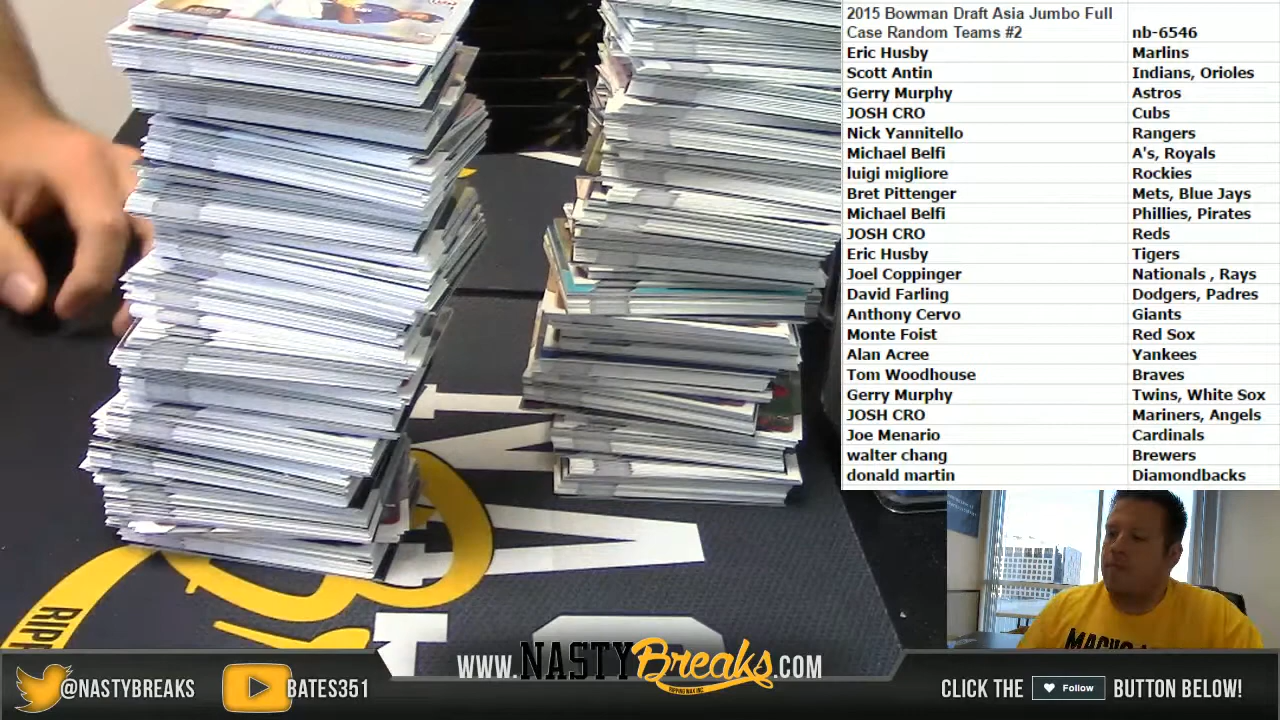 2015 Bowman Draft Asia Jumbo Full
Case Random Teams #2 nb-6546
Eric Husby Marlins
Scott Antin Indians, Orioles
Gerry Murphy Astros
JOSH CRO Cubs
Nick Yannitello Rangers
Michael Belfi A's, Royals
luigi migliore Rockies
Bret Pittenger Mets, Blue Jays
Michael Belfi Phillies, Pirates
JOSH CRO Reds
Eric Husby Tigers
Joel Coppinger Nationals , Rays
David Farling Dodgers, Padres
Anthony Cervo Giants
Monte Foist Red Sox
Alan Acree Yankees
Tom Woodhouse Braves
Gerry Murphy Twins, White Sox
JOSH CRO Mariners, Angels
Joe Menario Cardinals
walter chang Brewers
donald martin Diamondbacks
RIP
@NASTYBREAKS
BATES351
WWW.NASTYBreaks.COM
RIPPING WAX INC
CLICK THE Follow BUTTON BELOW!